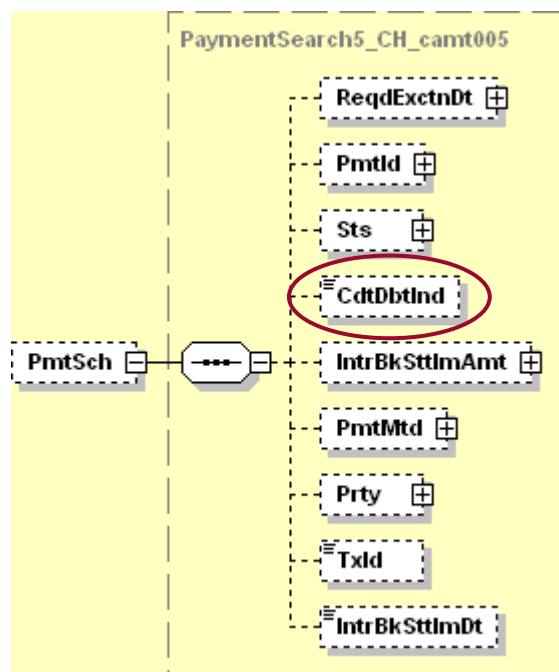 PaymentSearch5_CH_camt005
ReqdExctnDt
PmtId
Sts
CdtDbtInd
PmtSch
IntrBkSttlmAmt
PmtMtd
Prty
TxId
IntrBkSttlmDt